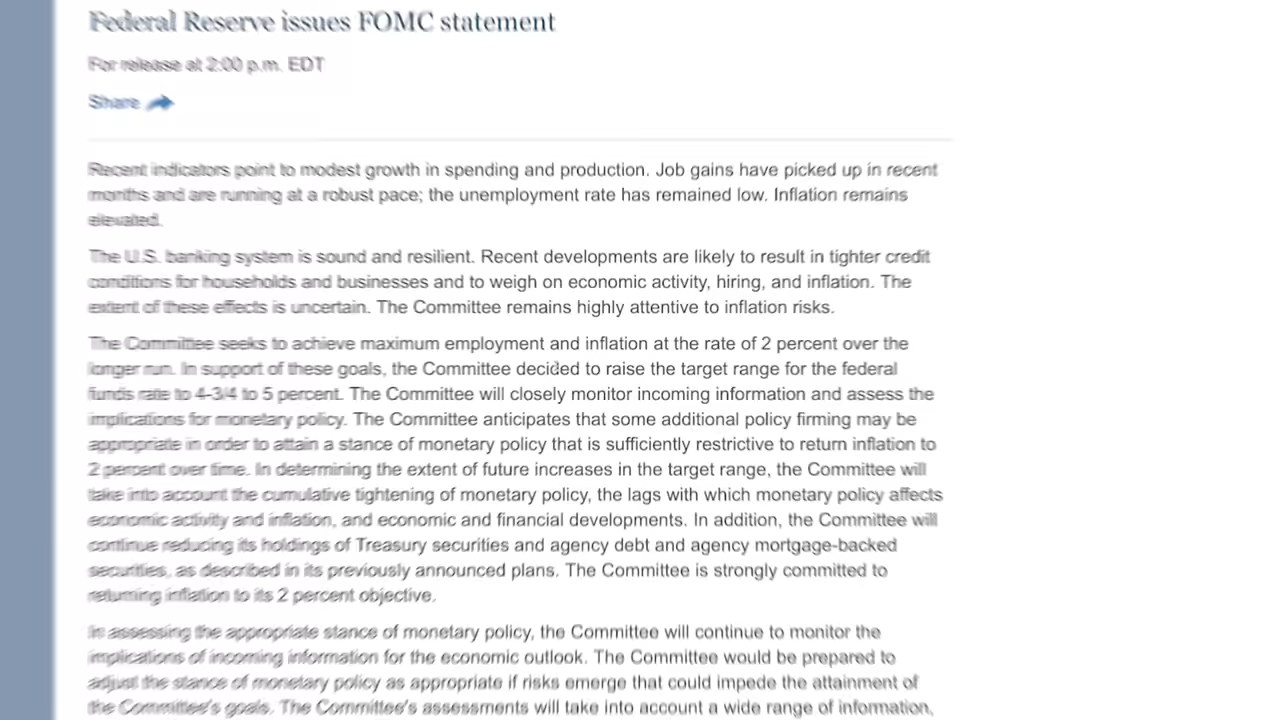 Federal Reserve issues FOMC statement
For release at 2:00 p.m. EDT
Share
Recent indicators point to modest growth in spending and production. Job gains have picked up in recent
months and are running at a robust pace; the unemployment rate has remained low. Inflation remains
elevated.
The U.S. banking system is sound and resilient. Recent developments are likely to result in tighter credit
conditions for households and businesses and to weigh on economic activity, hiring, and inflation. The
extent of these effects is uncertain. The Committee remains highly attentive to inflation risks.
The Committee seeks to achieve maximum employment and inflation at the rate of 2 percent over the
longer run. In support of these goals, the Committee decided to raise the target range for the federal
funds rate to 4-3/4 to 5 percent. The Committee will closely monitor incoming information and assess the
implications for monetary policy. The Committee anticipates that some additional policy firming may be
appropriate in order to attain a stance of monetary policy that is sufficiently restrictive to return inflation to
2 percent over time. In determining the extent of future increases in the target range, the Committee will
take into account the cumulative tightening of monetary policy, the lags with which monetary policy affects
economic activity and inflation, and economic and financial developments. In addition, the Committee will
continue reducing its holdings of Treasury securities and agency debt and agency mortgage-backed
securities, as described in its previously announced plans. The Committee is strongly committed to
returning inflation to its 2 percent objective.
In assessing the appropriate stance of monetary policy, the Committee will continue to monitor the
implications of incoming information for the economic outlook. The Committee would be prepared to
adjust the stance of monetary policy as appropriate if risks emerge that could impede the attainment of
the Committee's goals. The Committee's assessments will take into account a wide range of information,